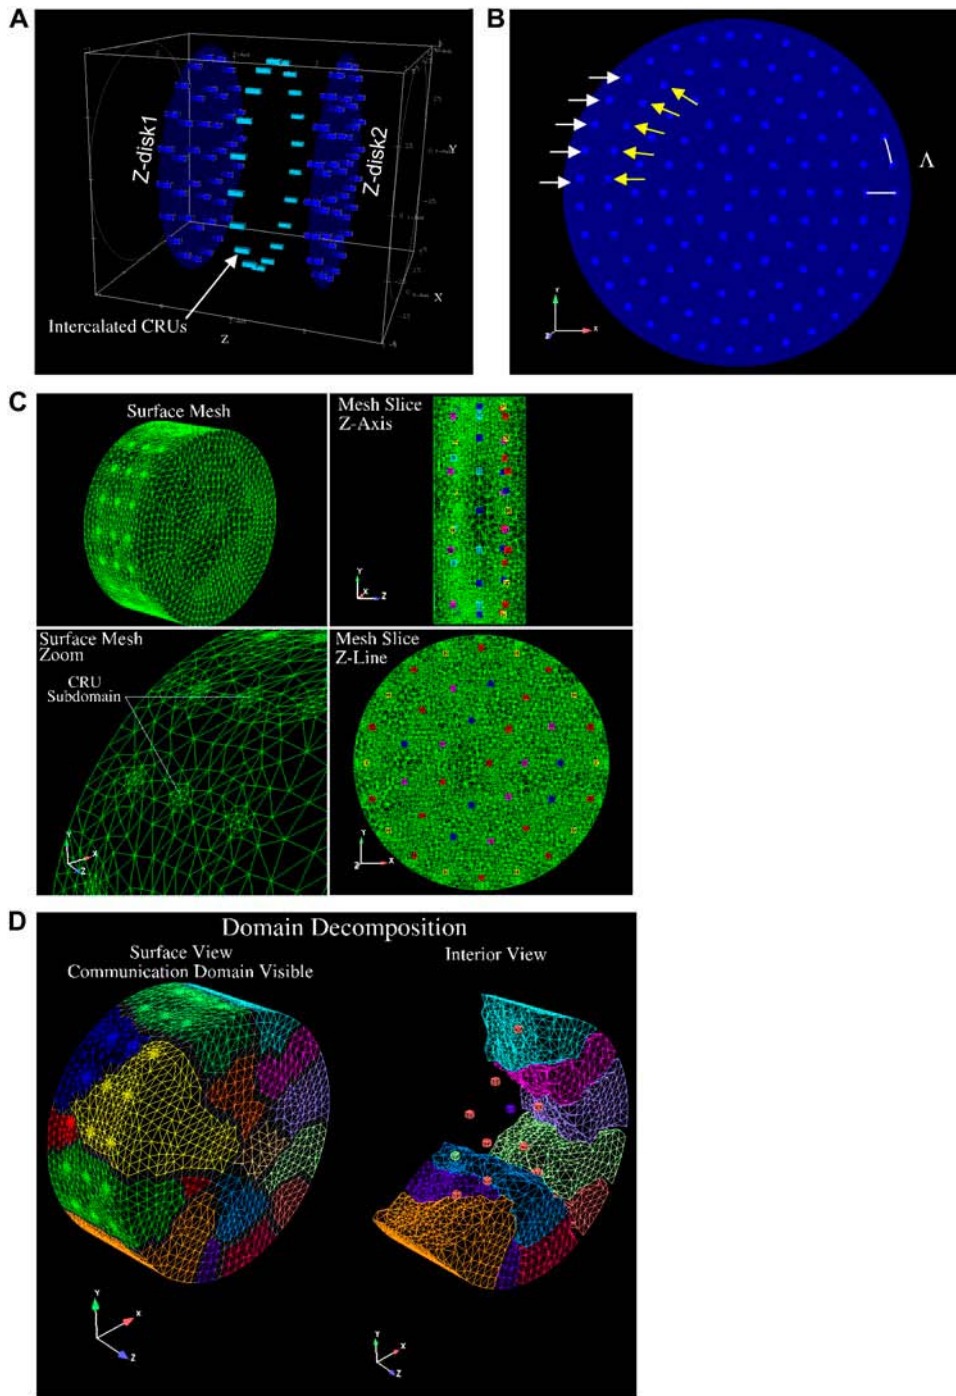 A
Z-disk1
Z-disk2
Y
X
Z
Intercalated CRUs
B
Λ
Y
X
Z
C
Surface Mesh
Mesh Slice
Z-Axis
Y
X
Z
Surface Mesh
Zoom
CRU
Subdomain
Y
X
Z
Mesh Slice
Z-Line
Y
Z
X
D
Domain Decomposition
Surface View
Communication Domain Visible
Interior View
Y
X
Z
Y
X
Z